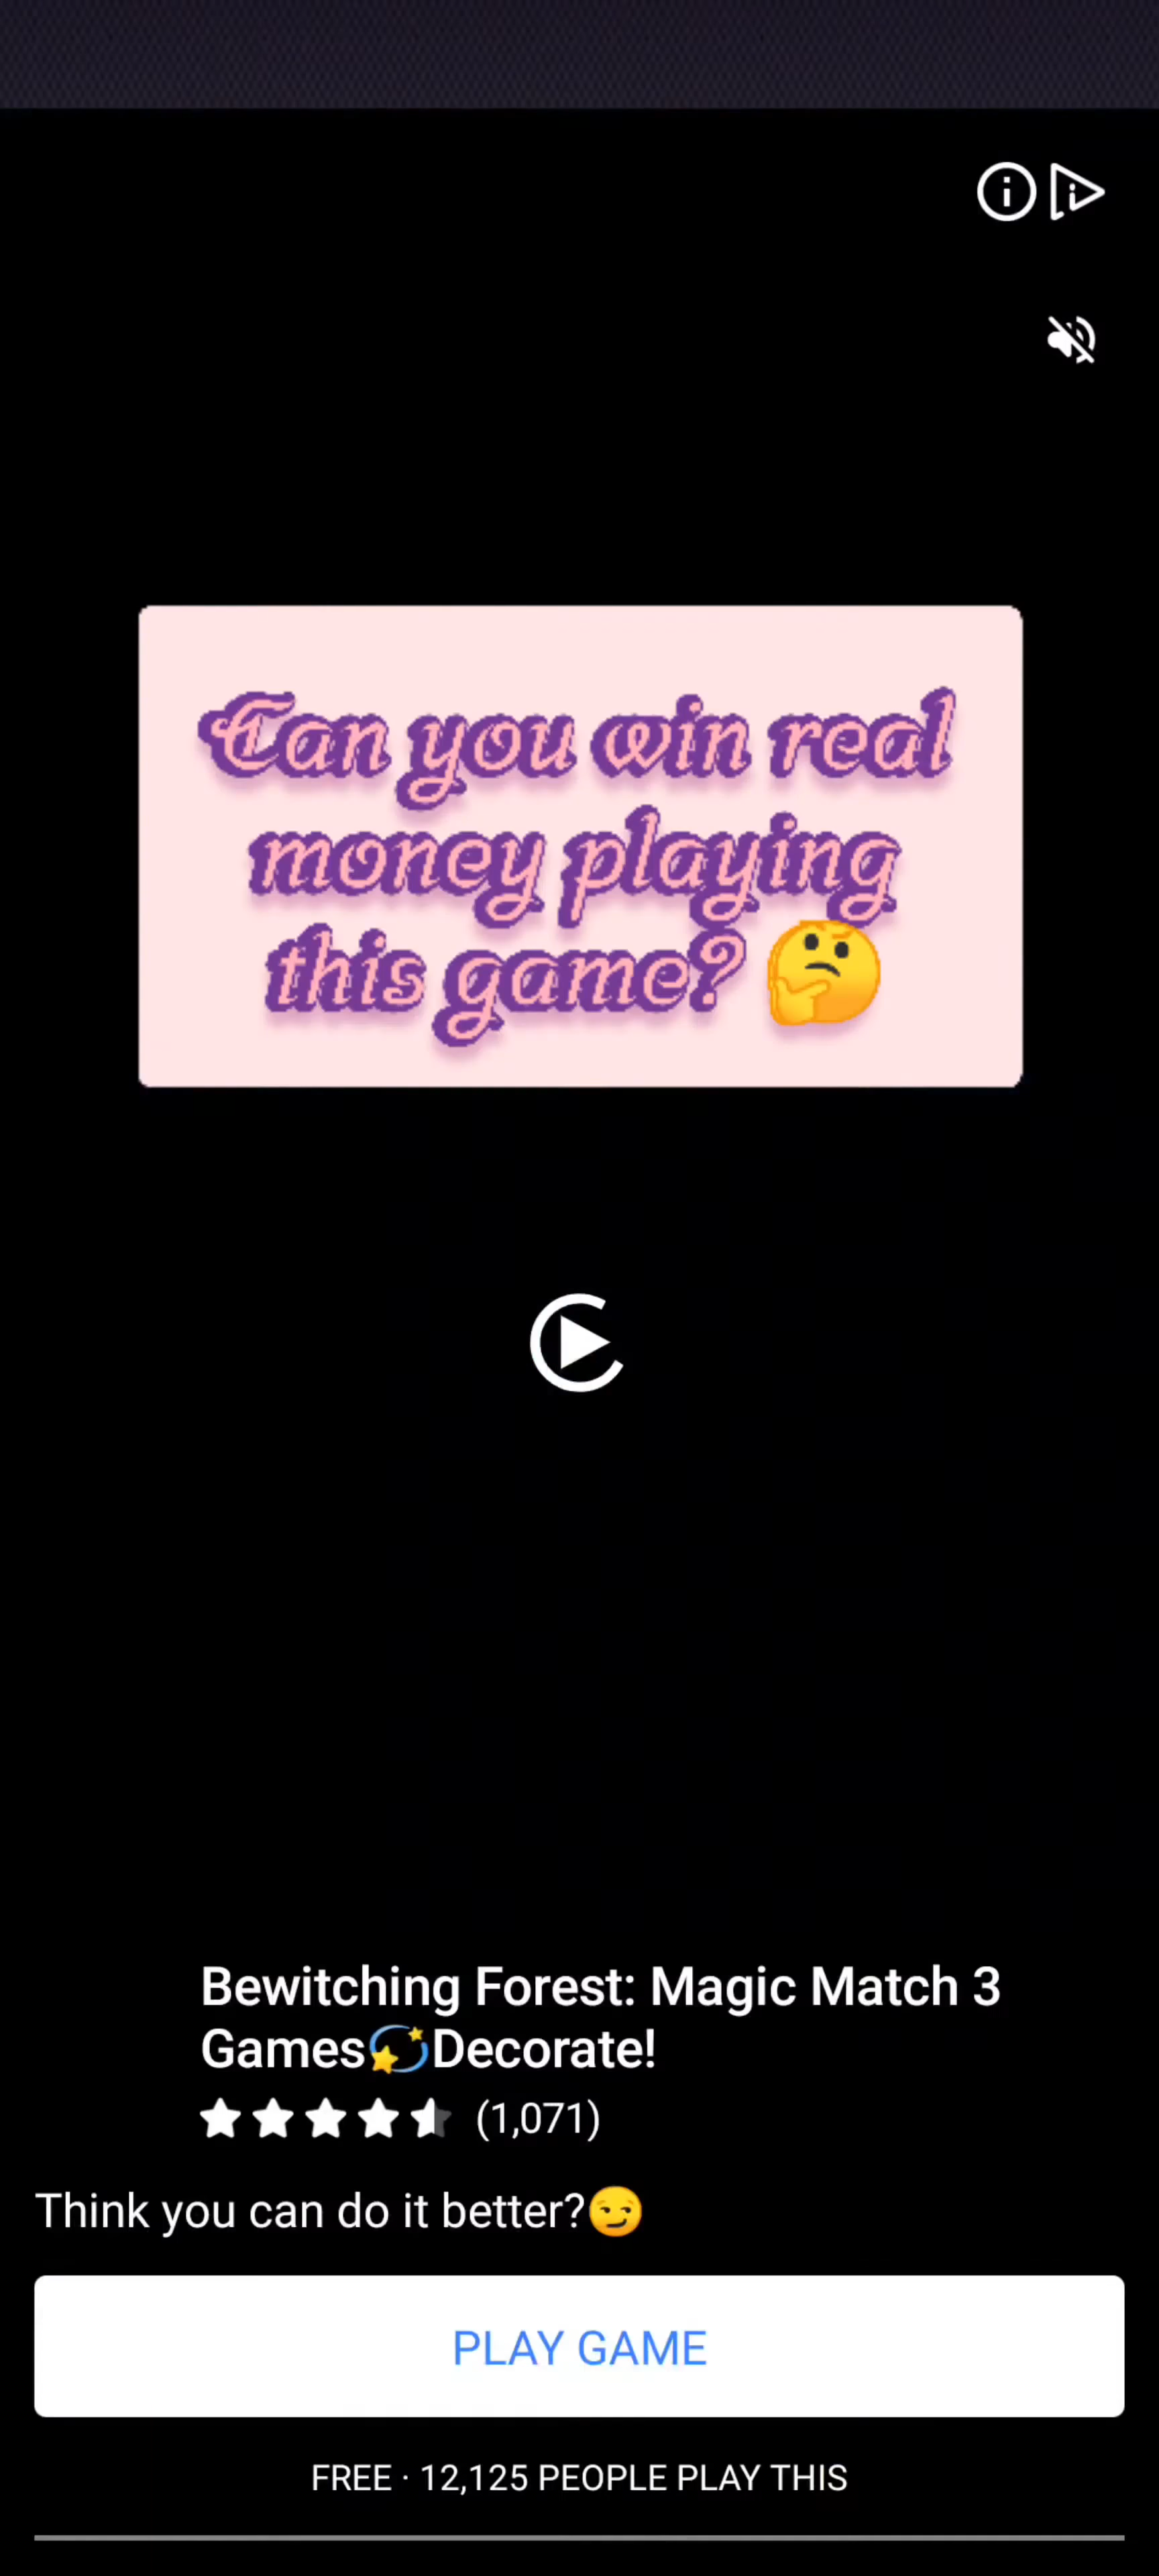 Can you win real
money playing
this game? 🤔
Bewitching Forest: Magic Match 3
Games💫Decorate!
(1,071)
Think you can do it better?😏
PLAY GAME
FREE · 12,125 PEOPLE PLAY THIS